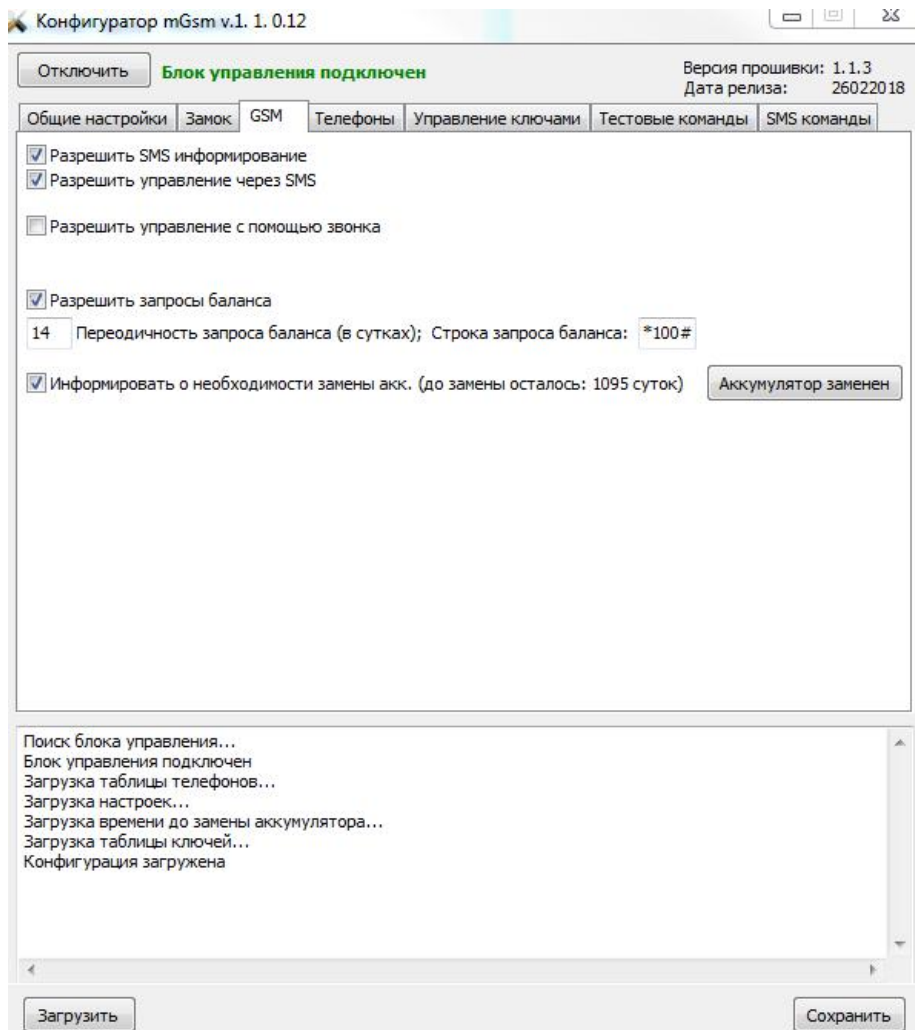 Конфигуратор mGsm v.1. 1. 0.12
Отключить Блок управления подключен Версия прошивки: 1.1.3
Дата релиза: 26022018
Общие настройки Замок GSM Телефоны Управление ключами Тестовые команды SMS команды
Разрешить SMS информирование
Разрешить управление через SMS
Разрешить управление с помощью звонка
Разрешить запросы баланса
14 Переодичность запроса баланса (в сутках); Строка запроса баланса: *100#
Информировать о необходимости замены акк. (до замены осталось: 1095 суток) Аккумулятор заменен
Поиск блока управления...
Блок управления подключен
Загрузка таблицы телефонов...
Загрузка настроек...
Загрузка времени до замены аккумулятора...
Загрузка таблицы ключей...
Конфигурация загружена
Загрузить Сохранить